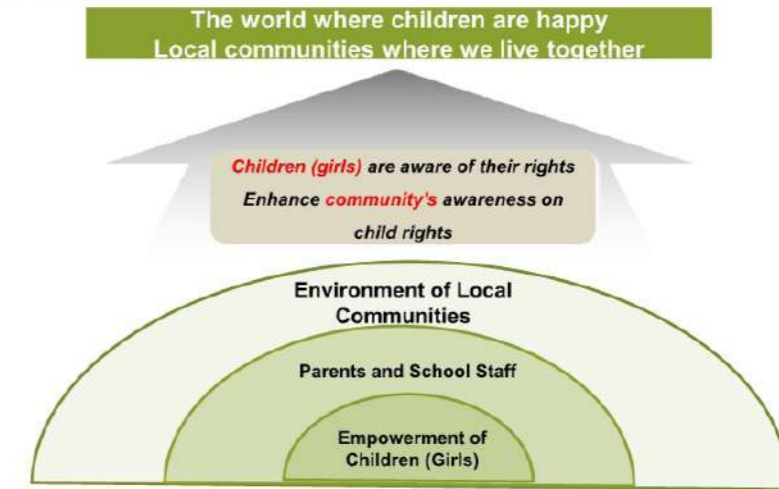 The world where children are happy
Local communities where we live together
Children (girls) are aware of their rights
Enhance community's awareness on
child rights
Environment of Local
Communities
Parents and School Staff
Empowerment of
Children (Girls)